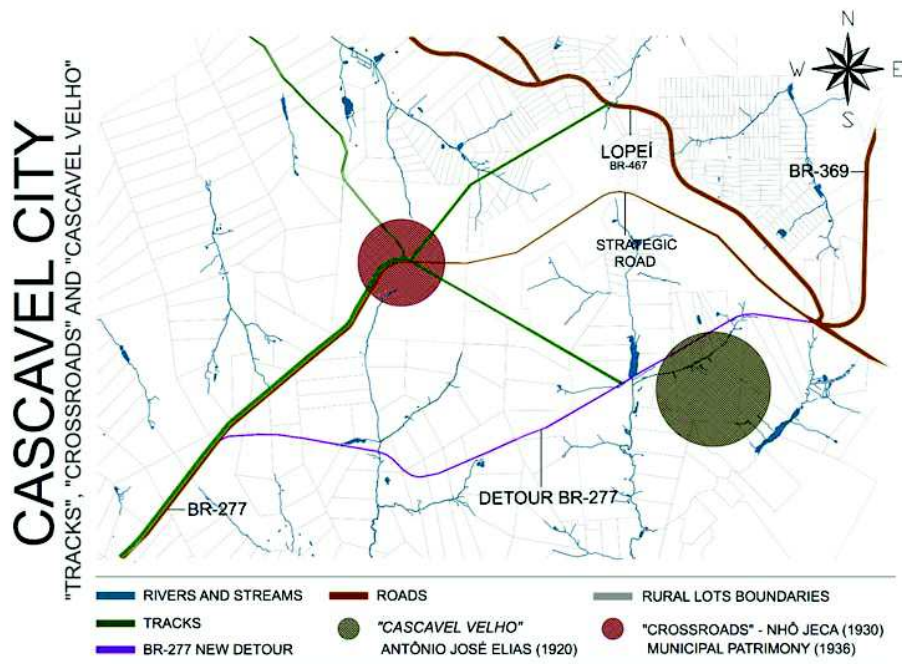 CASCAVEL CITY
"TRACKS", "CROSSROADS" AND "CASCAVEL VELHO"
N
W
E
S
LOPEÍ
BR-467
BR-369
STRATEGIC
ROAD
DETOUR BR-277
BR-277
RIVERS AND STREAMS
ROADS
RURAL LOTS BOUNDARIES
TRACKS
"CASCAVEL VELHO"
ANTÔNIO JOSÉ ELIAS (1920)
"CROSSROADS" - NHÔ JECA (1930)
MUNICIPAL PATRIMONY (1936)
BR-277 NEW DETOUR